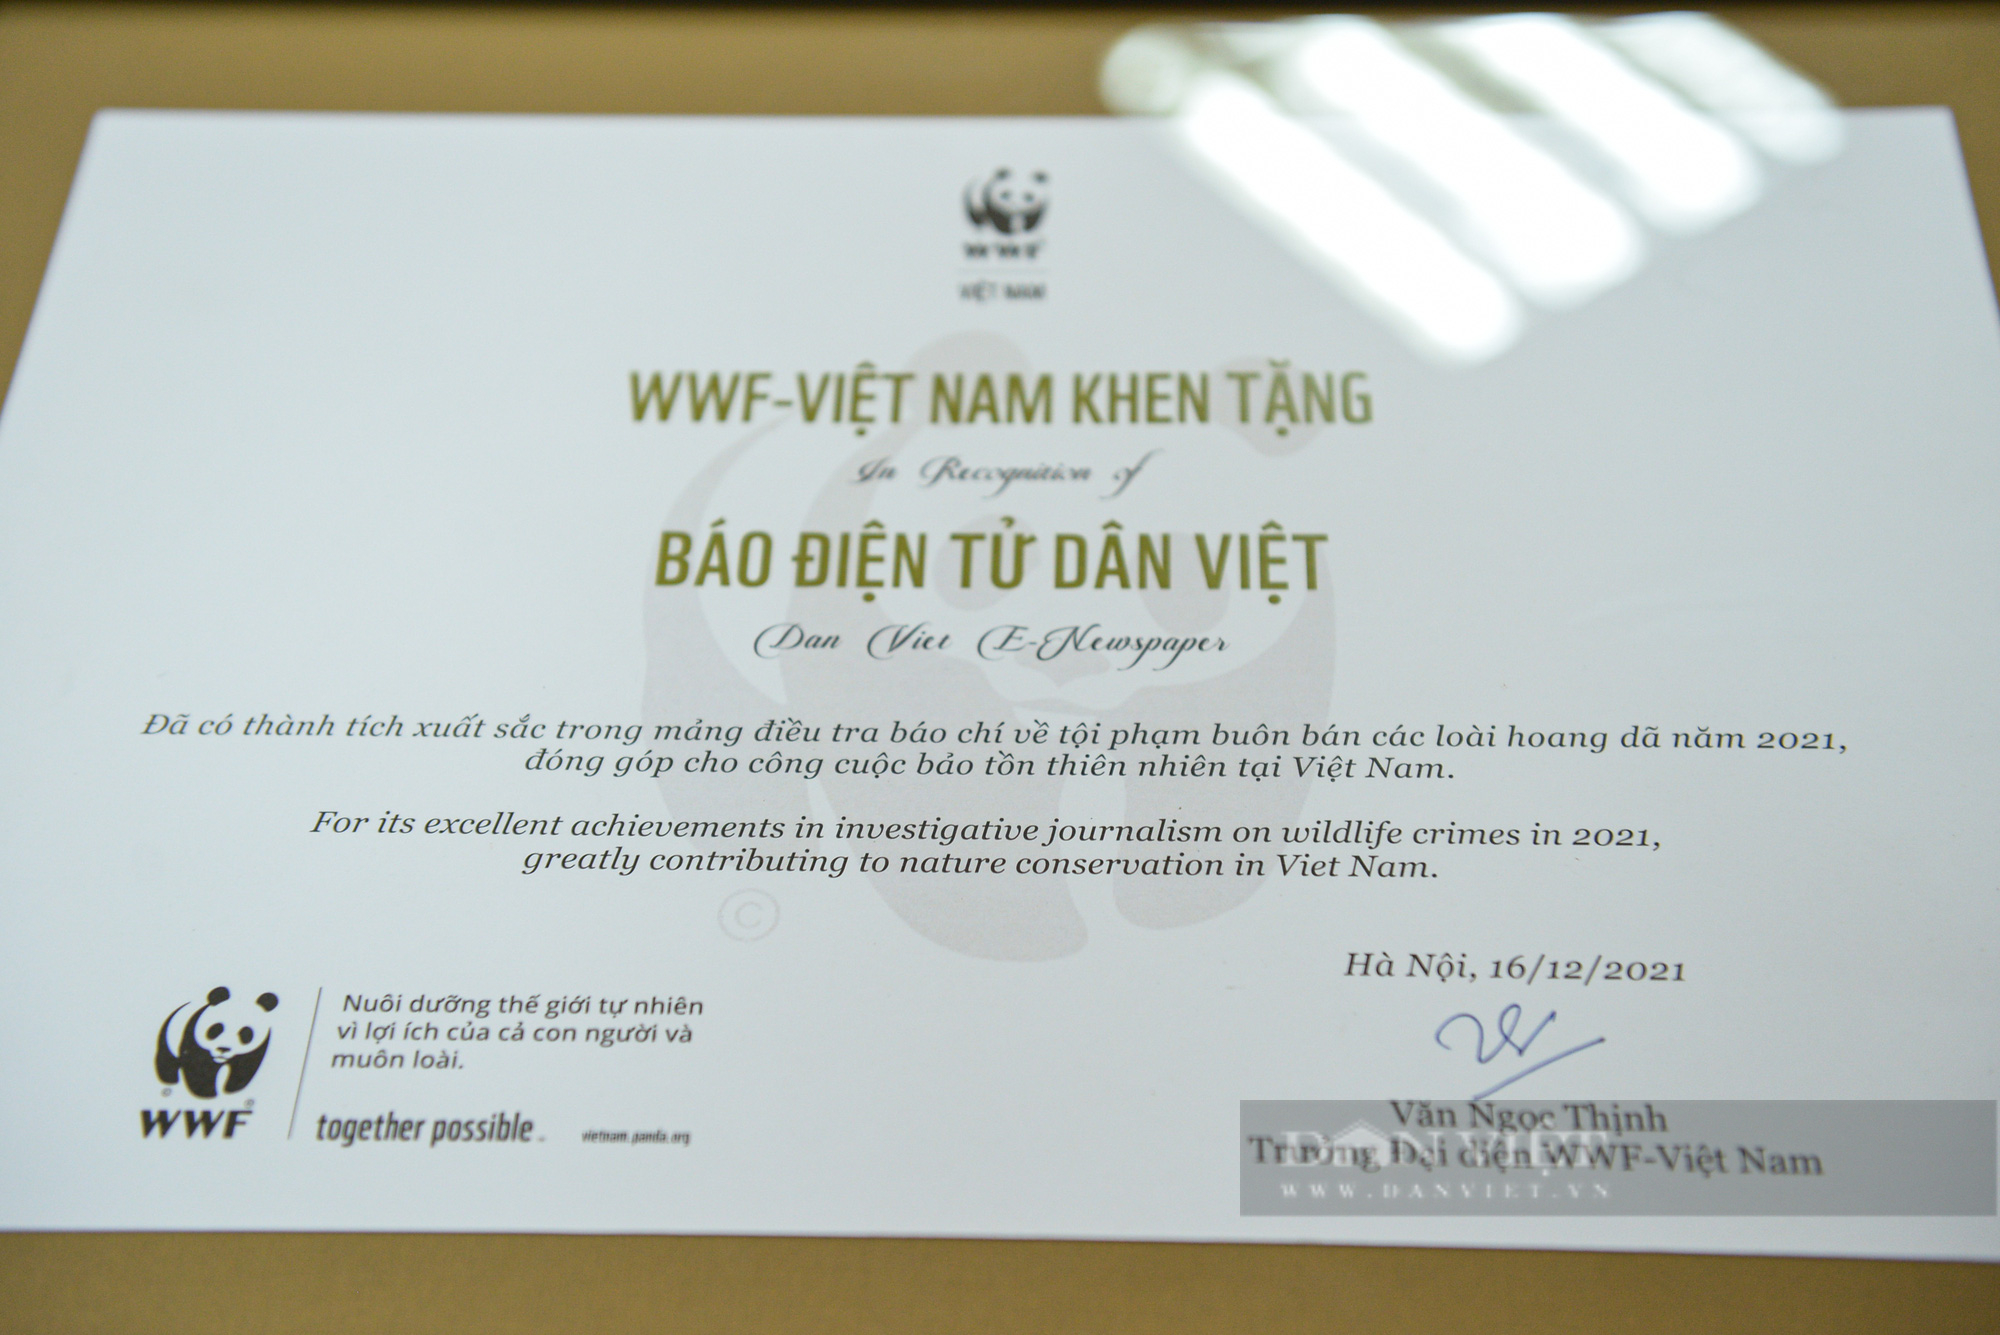 WWF
VIỆT NAM
WWF-VIỆT NAM KHEN TẶNG
In Recognition of
BÁO ĐIỆN TỬ DÂN VIỆT
Dan Viet E-Newspaper
Đã có thành tích xuất sắc trong mảng điều tra báo chí về tội phạm buôn bán các loài hoang dã năm 2021,
đóng góp cho công cuộc bảo tồn thiên nhiên tại Việt Nam.
For its excellent achievements in investigative journalism on wildlife crimes in 2021,
greatly contributing to nature conservation in Viet Nam.
©
Hà Nội, 16/12/2021
Văn Ngọc Thịnh
Trưởng Đại diện WWF-Việt Nam
DÂN VIỆT
WWW.DANVIET.VN
Nuôi dưỡng thế giới tự nhiên
vì lợi ích của cả con người và
muôn loài.
together possible™
vietnam.panda.org
©
®
WWF